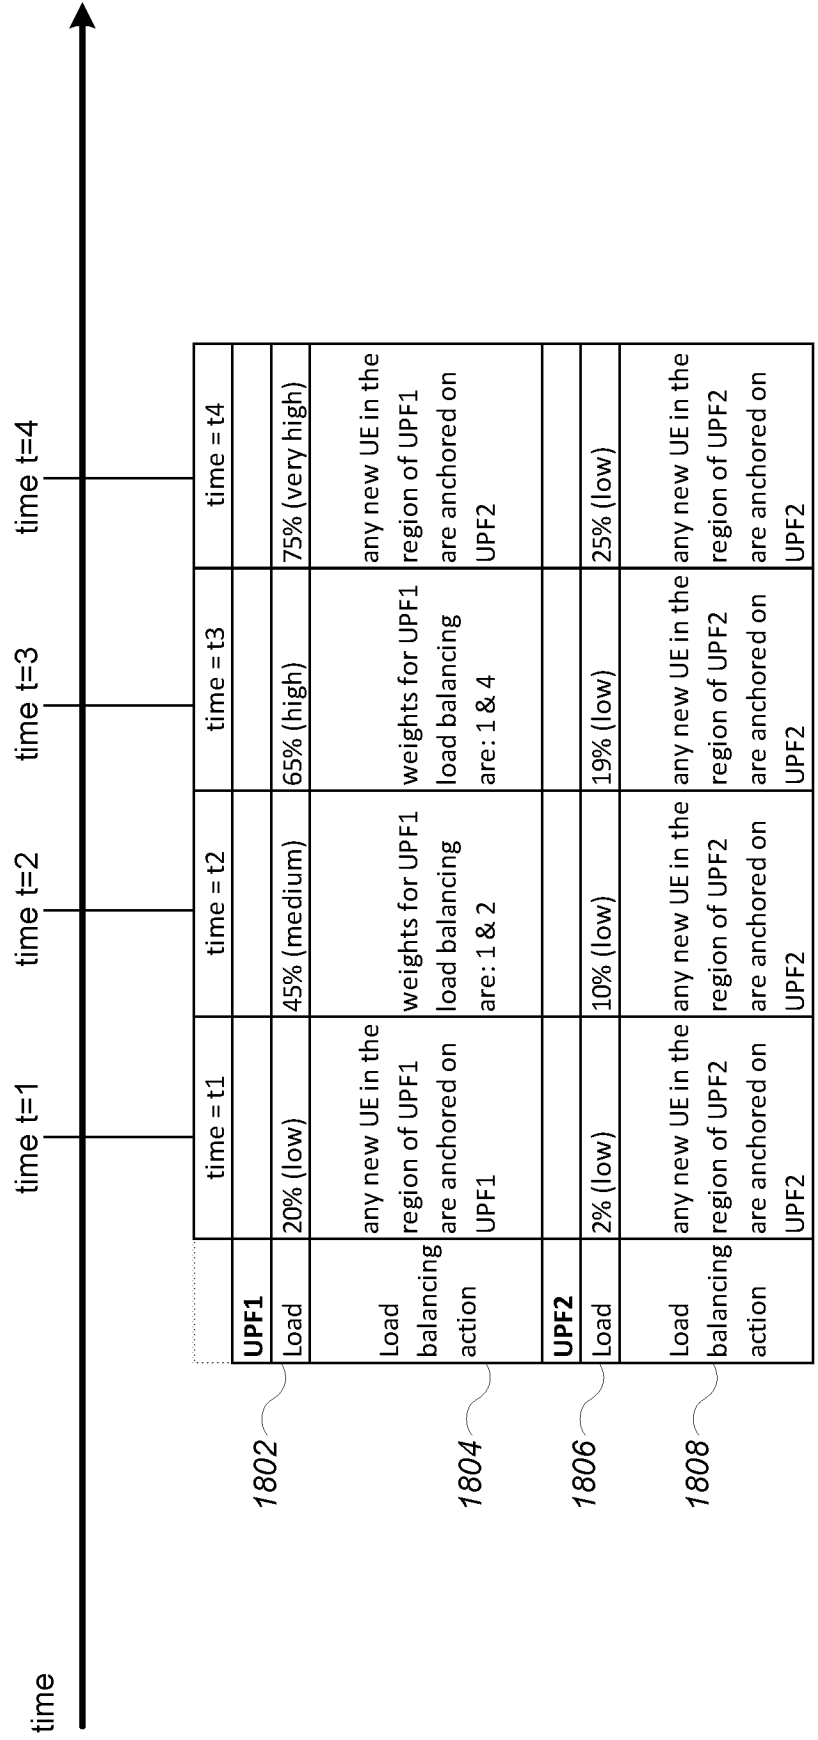 time
time t=1
time t=2
time t=3
time t=4
time = t1
time = t2
time = t3
time = t4
UPF1
1802
Load
20% (low)
45% (medium)
65% (high)
75% (very high)
1804
Load
balancing
action
any new UE in the
region of UPF1
are anchored on
UPF1
weights for UPF1
load balancing
are: 1 & 2
weights for UPF1
load balancing
are: 1 & 4
any new UE in the
region of UPF1
are anchored on
UPF2
UPF2
1806
Load
2% (low)
10% (low)
19% (low)
25% (low)
1808
Load
balancing
action
any new UE in the
region of UPF2
are anchored on
UPF2
any new UE in the
region of UPF2
are anchored on
UPF2
any new UE in the
region of UPF2
are anchored on
UPF2
any new UE in the
region of UPF2
are anchored on
UPF2